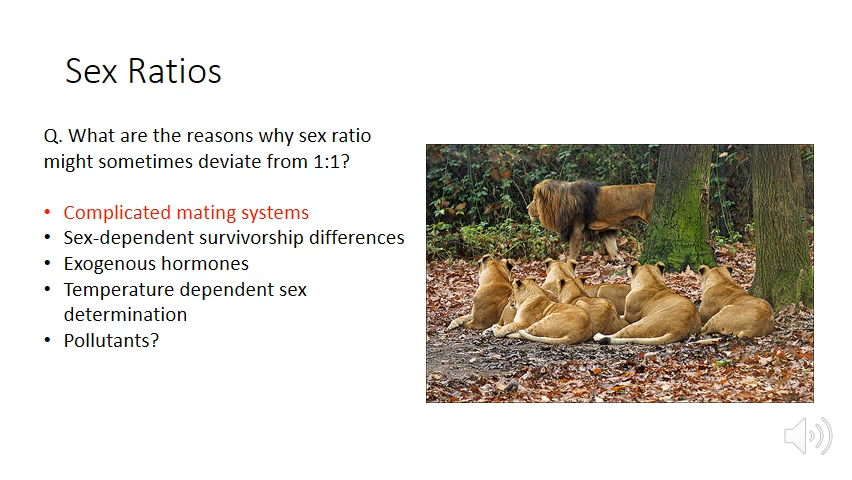 Sex Ratios
Q. What are the reasons why sex ratio
might sometimes deviate from 1:1?
• Complicated mating systems
• Sex-dependent survivorship differences
• Exogenous hormones
• Temperature dependent sex
determination
• Pollutants?